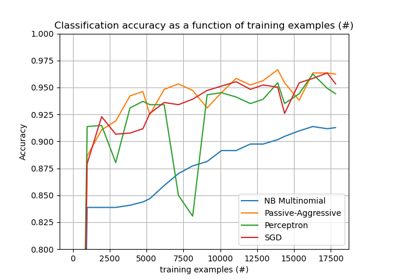 Classification accuracy as a function of training examples (#)
1.000
0.975
0.950
0.925
0.900
0.875
0.850
0.825
0.800
Accuracy
0
2500
5000
7500
10000
12500
15000
17500
training examples (#)
NB Multinomial
Passive-Aggressive
Perceptron
SGD